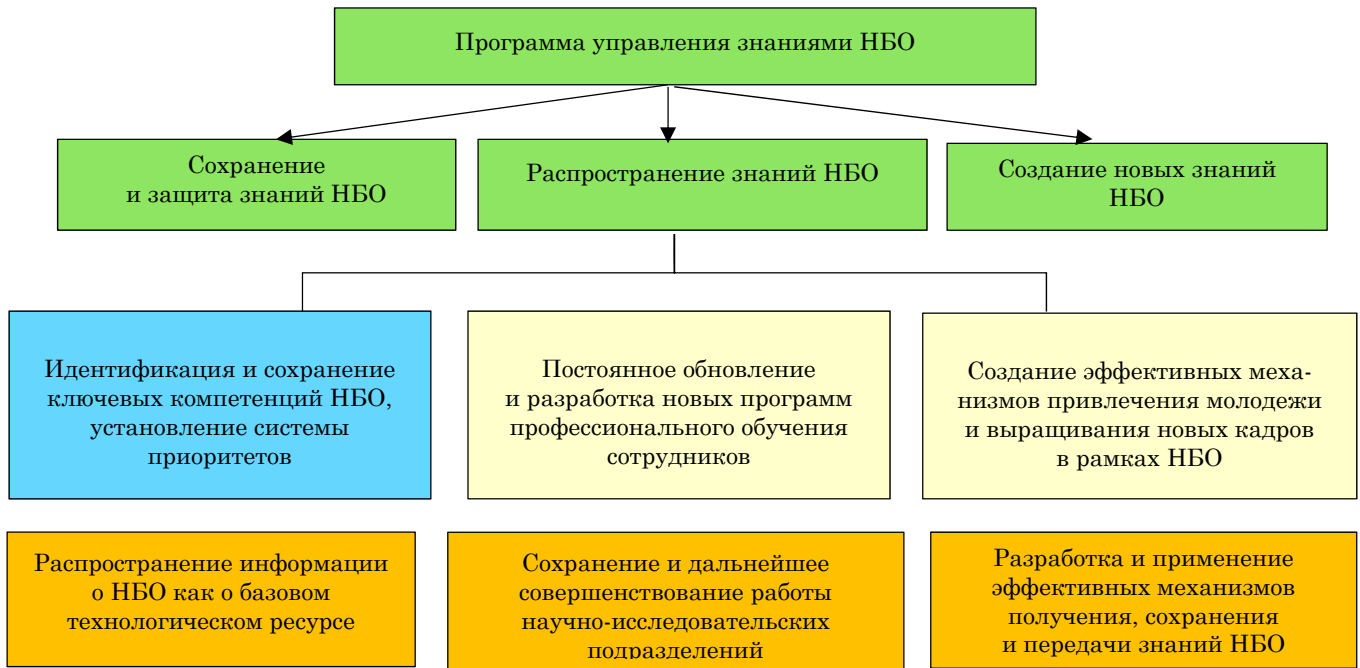 Программа управления знаниями НБО
Сохранение
и защита знаний НБО
Распространение знаний НБО
Создание новых знаний
НБО
Идентификация и сохранение
ключевых компетенций НБО,
установление системы
приоритетов
Постоянное обновление
и разработка новых программ
профессионального обучения
сотрудников
Создание эффективных меха-
низмов привлечения молодежи
и выращивания новых кадров
в рамках НБО
Распространение информации
о НБО как о базовом
технологическом ресурсе
Сохранение и дальнейшее
совершенствование работы
научно-исследовательских
подразделений
Разработка и применение
эффективных механизмов
получения, сохранения
и передачи знаний НБО